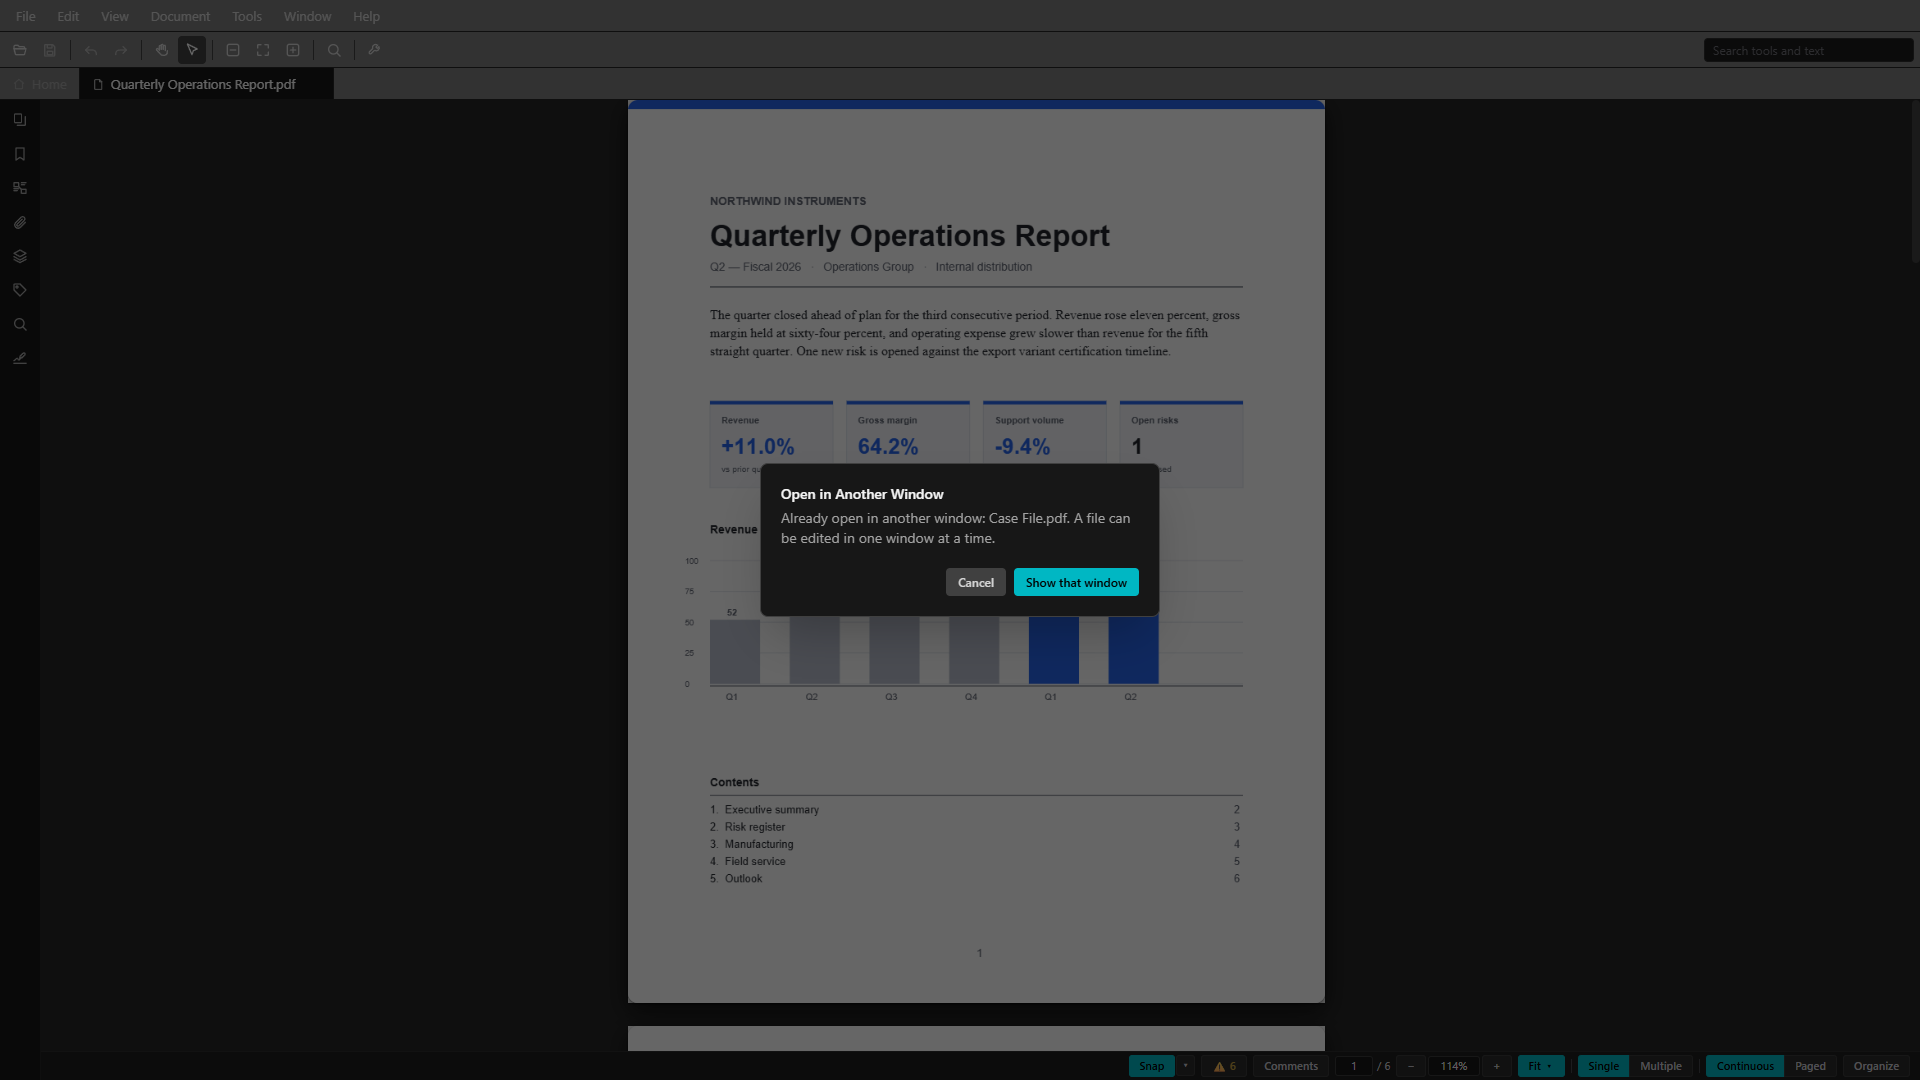 File Edit View Document Tools Window Help
Search tools and text
Home Quarterly Operations Report.pdf
NORTHWIND INSTRUMENTS
Quarterly Operations Report
Q2 — Fiscal 2026 · Operations Group · Internal distribution
The quarter closed ahead of plan for the third consecutive period. Revenue rose eleven percent, gross
margin held at sixty-four percent, and operating expense grew slower than revenue for the fifth
straight quarter. One new risk is opened against the export variant certification timeline.
Revenue Gross margin Support volume Open risks
+11.0% 64.2% -9.4% 1
vs prior
Open in Another Window
Already open in another window: Case File.pdf. A file can
be edited in one window at a time.
Cancel Show that window
Revenue
100
75
52
50
25
0
Q1 Q2 Q3 Q4 Q1 Q2
Contents
1. Executive summary 2
2. Risk register 3
3. Manufacturing 4
4. Field service 5
5. Outlook 6
1
Snap 6 Comments 1 / 6 − 114% + Fit Single Multiple Continuous Paged Organize